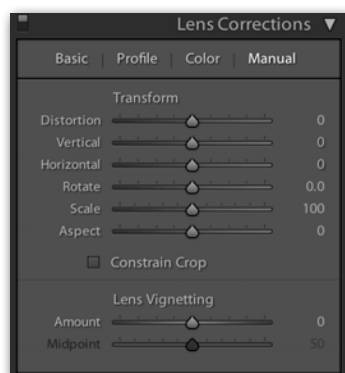 Lens Corrections
Basic | Profile | Color | Manual
Transform
Distortion 0
Vertical 0
Horizontal 0
Rotate 0.0
Scale 100
Aspect 0
Constrain Crop
Lens Vignetting
Amount 0
Midpoint 50